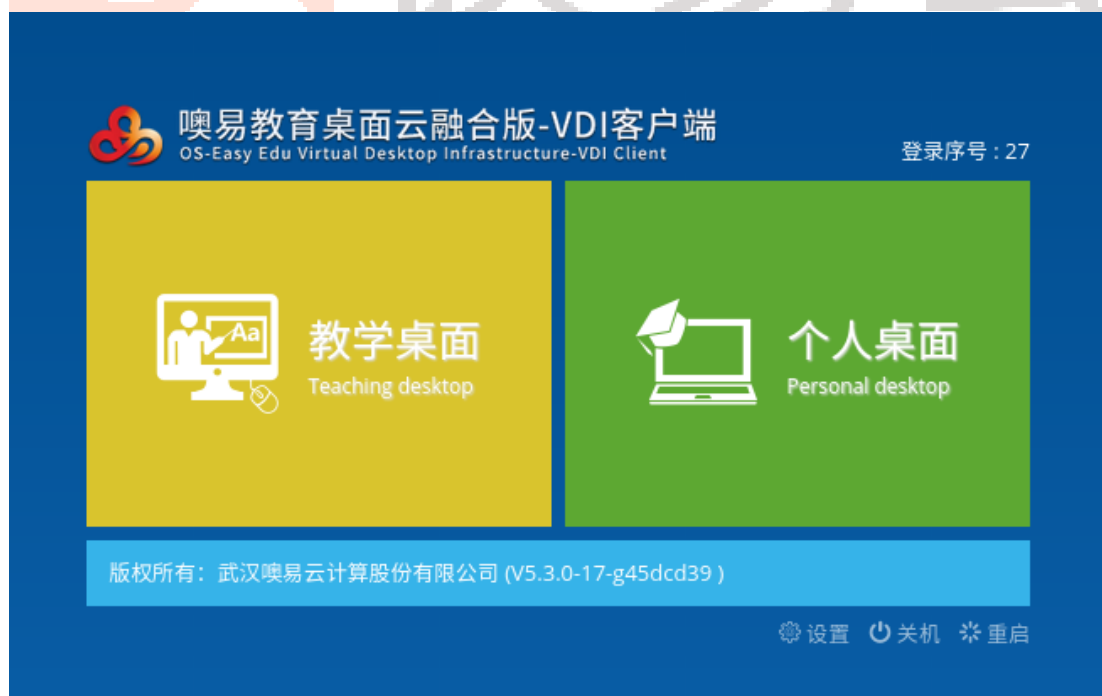 噢易教育桌面云融合版-VDI客户端
OS-Easy Edu Virtual Desktop Infrastructure-VDI Client
登录序号 : 27
Aa
教学桌面
Teaching desktop
个人桌面
Personal desktop
版权所有：武汉噢易云计算股份有限公司 (V5.3.0-17-g45dcd39 )
设置 关机 重启